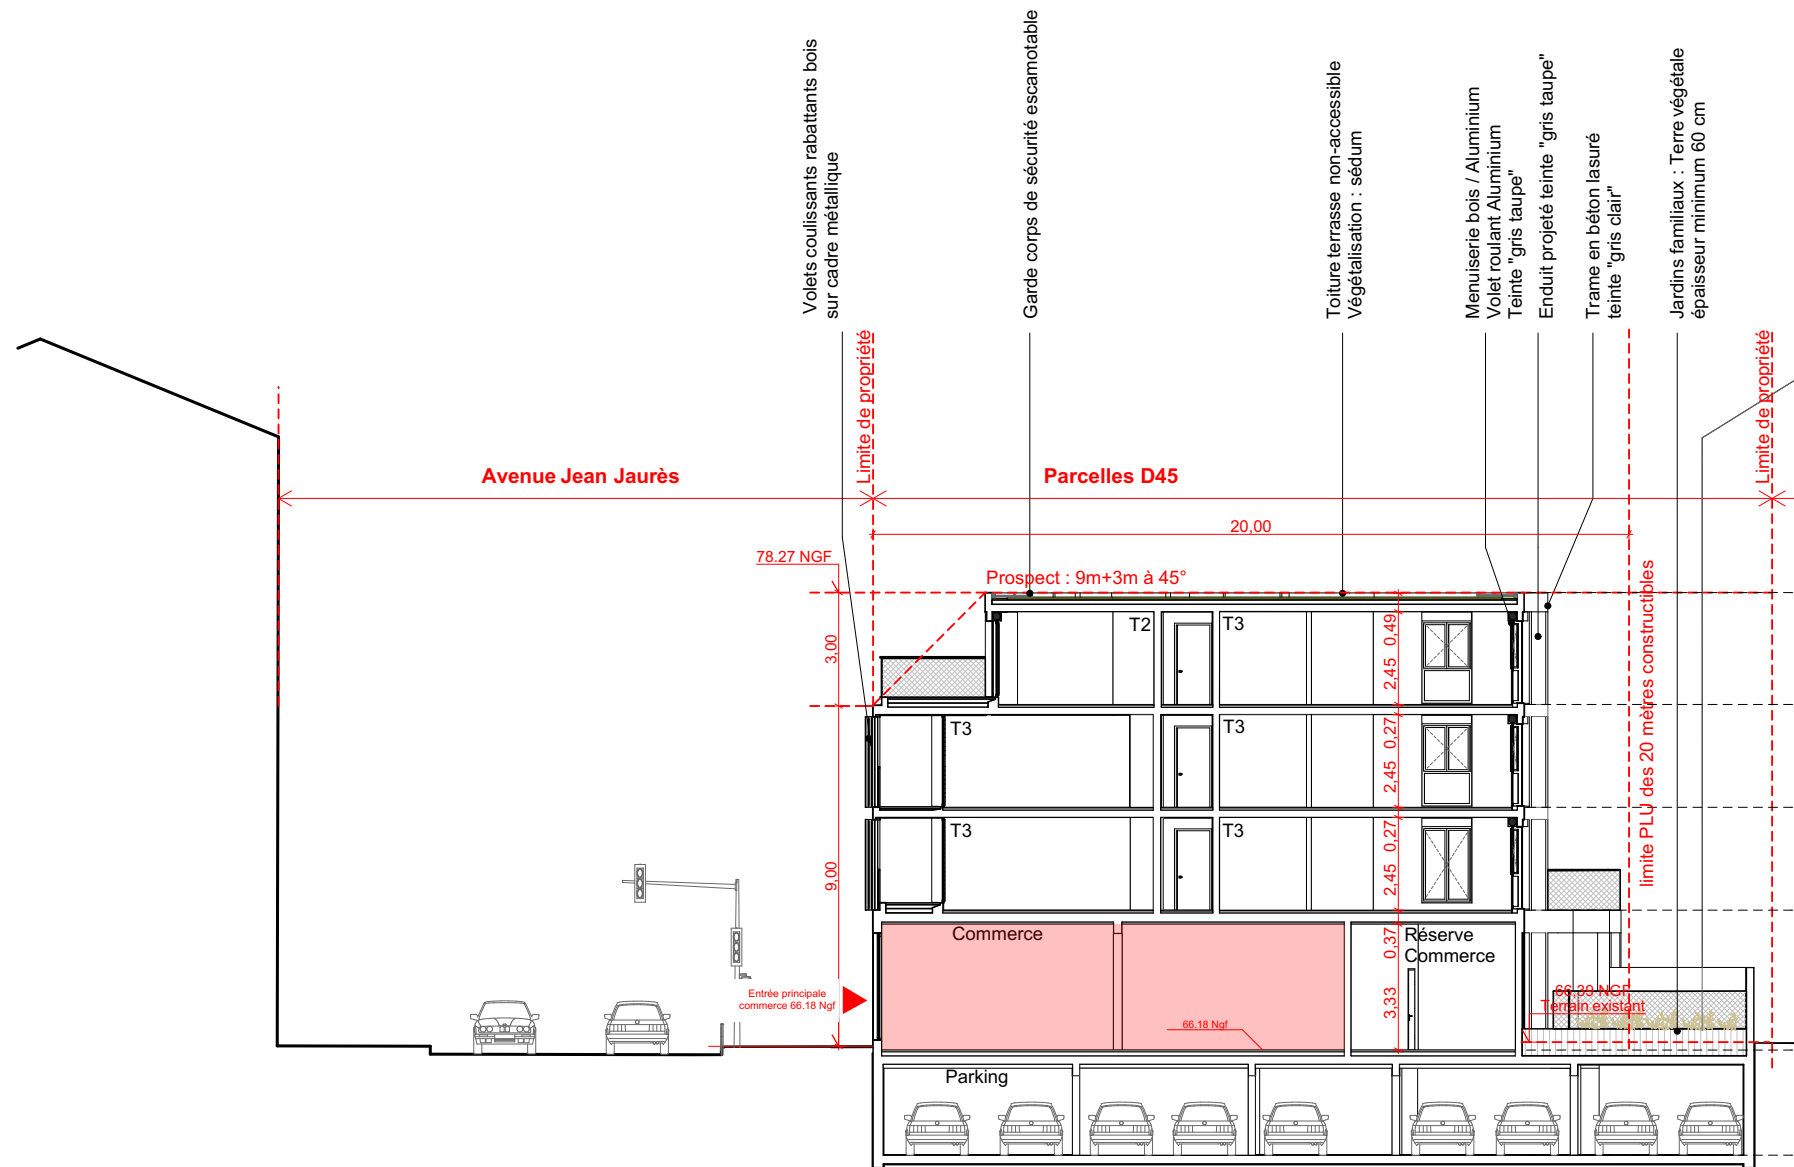 Volets coulissants rabattants bois
sur cadre métallique
Garde corps de sécurité escamotable
Toiture terrasse non-accessible
Végétalisation : sédum
Menuiserie bois / Aluminium
Volet roulant Aluminium
Teinte "gris taupe"
Enduit projeté teinte "gris taupe"
Trame en béton lasuré
teinte "gris clair"
Jardins familiaux : Terre végétale
épaisseur minimum 60 cm
Limite de propriété
Limite de propriété
Avenue Jean Jaurès
Parcelles D45
20,00
78.27 NGF
Prospect : 9m+3m à 45°
limite PLU des 20 mètres constructibles
3,00
T2
T3
0,49
2,45
T3
T3
0,27
2,45
T3
T3
0,27
2,45
9,00
Commerce
Réserve
Commerce
0,37
3,33
Entrée principale
commerce 66.18 Ngf
66.18 Ngf
66,39 NGF
Terrain existant
Parking